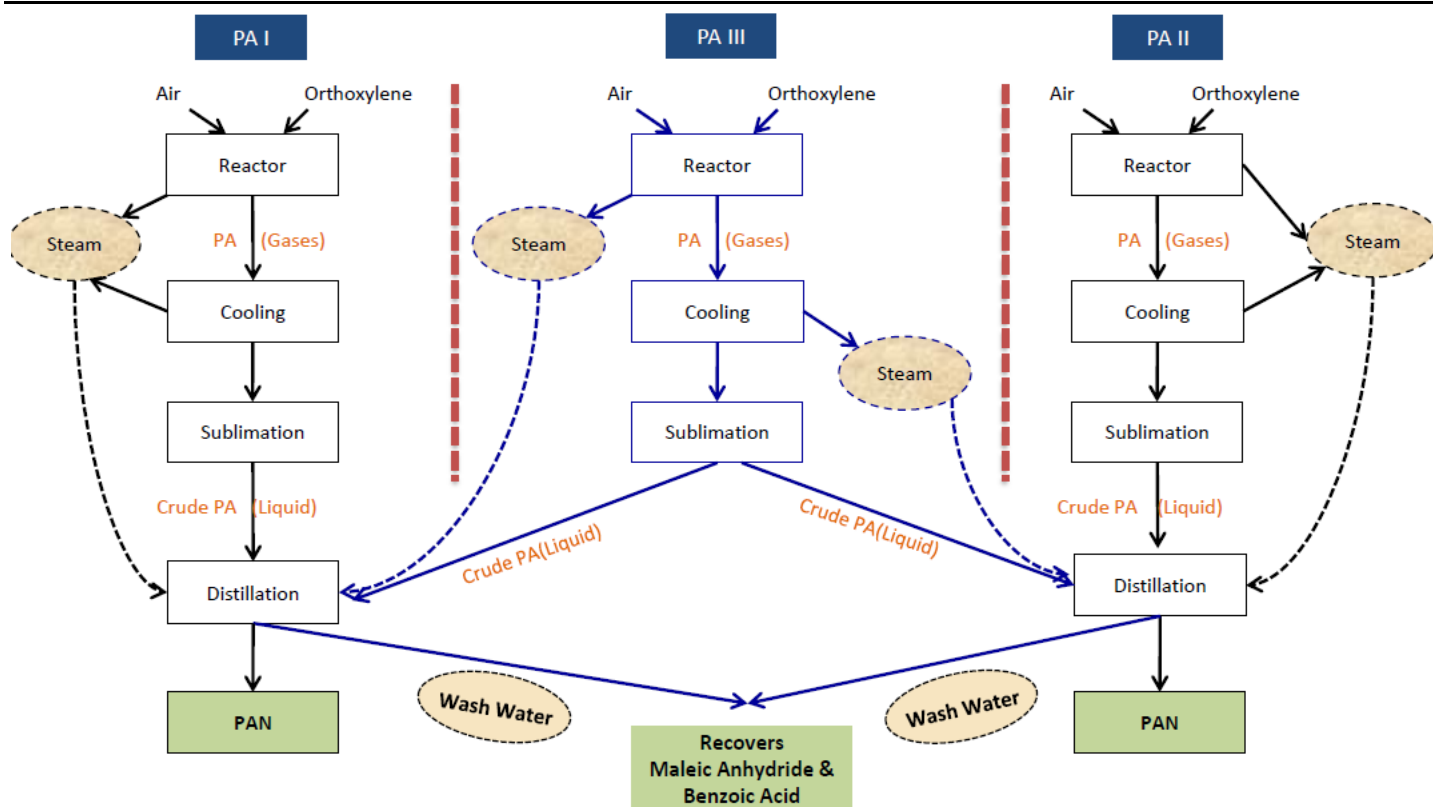 PA I
PA III
PA II
Air
Orthoxylene
Air
Orthoxylene
Air
Orthoxylene
Reactor
Reactor
Reactor
Steam
PA (Gases)
Steam
PA (Gases)
PA (Gases)
Steam
Cooling
Cooling
Cooling
Steam
Sublimation
Sublimation
Sublimation
Crude PA (Liquid)
Crude PA(Liquid)
Crude PA(Liquid)
Crude PA (Liquid)
Distillation
Distillation
PAN
Wash Water
Wash Water
PAN
Recovers
Maleic Anhydride &
Benzoic Acid